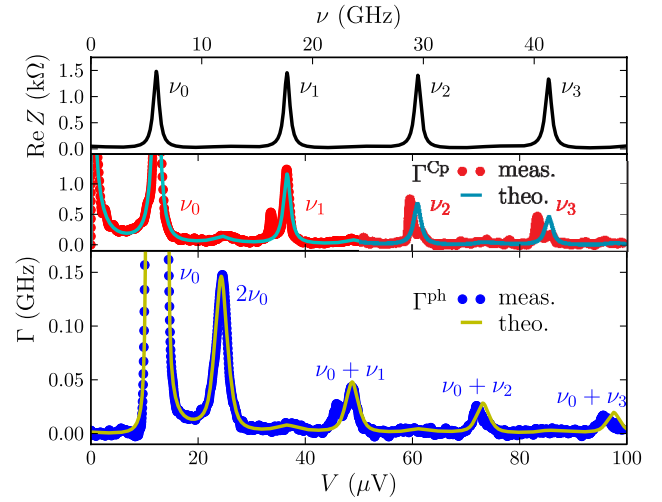 ν (GHz)
0 10 20 30 40
Re Z (kΩ)
1.5
1.0
0.5
0.0
ν₀ ν₁ ν₂ ν₃
1.0
0.5
0.0
Γᶜᵖ meas.
theo.
ν₀ ν₁ ν₂ ν₃
Γ (GHz)
0.15
0.10
0.05
0.00
ν₀
2ν₀
Γᵖʰ meas.
theo.
ν₀ + ν₁
ν₀ + ν₂
ν₀ + ν₃
0 20 40 60 80 100
V (μV)